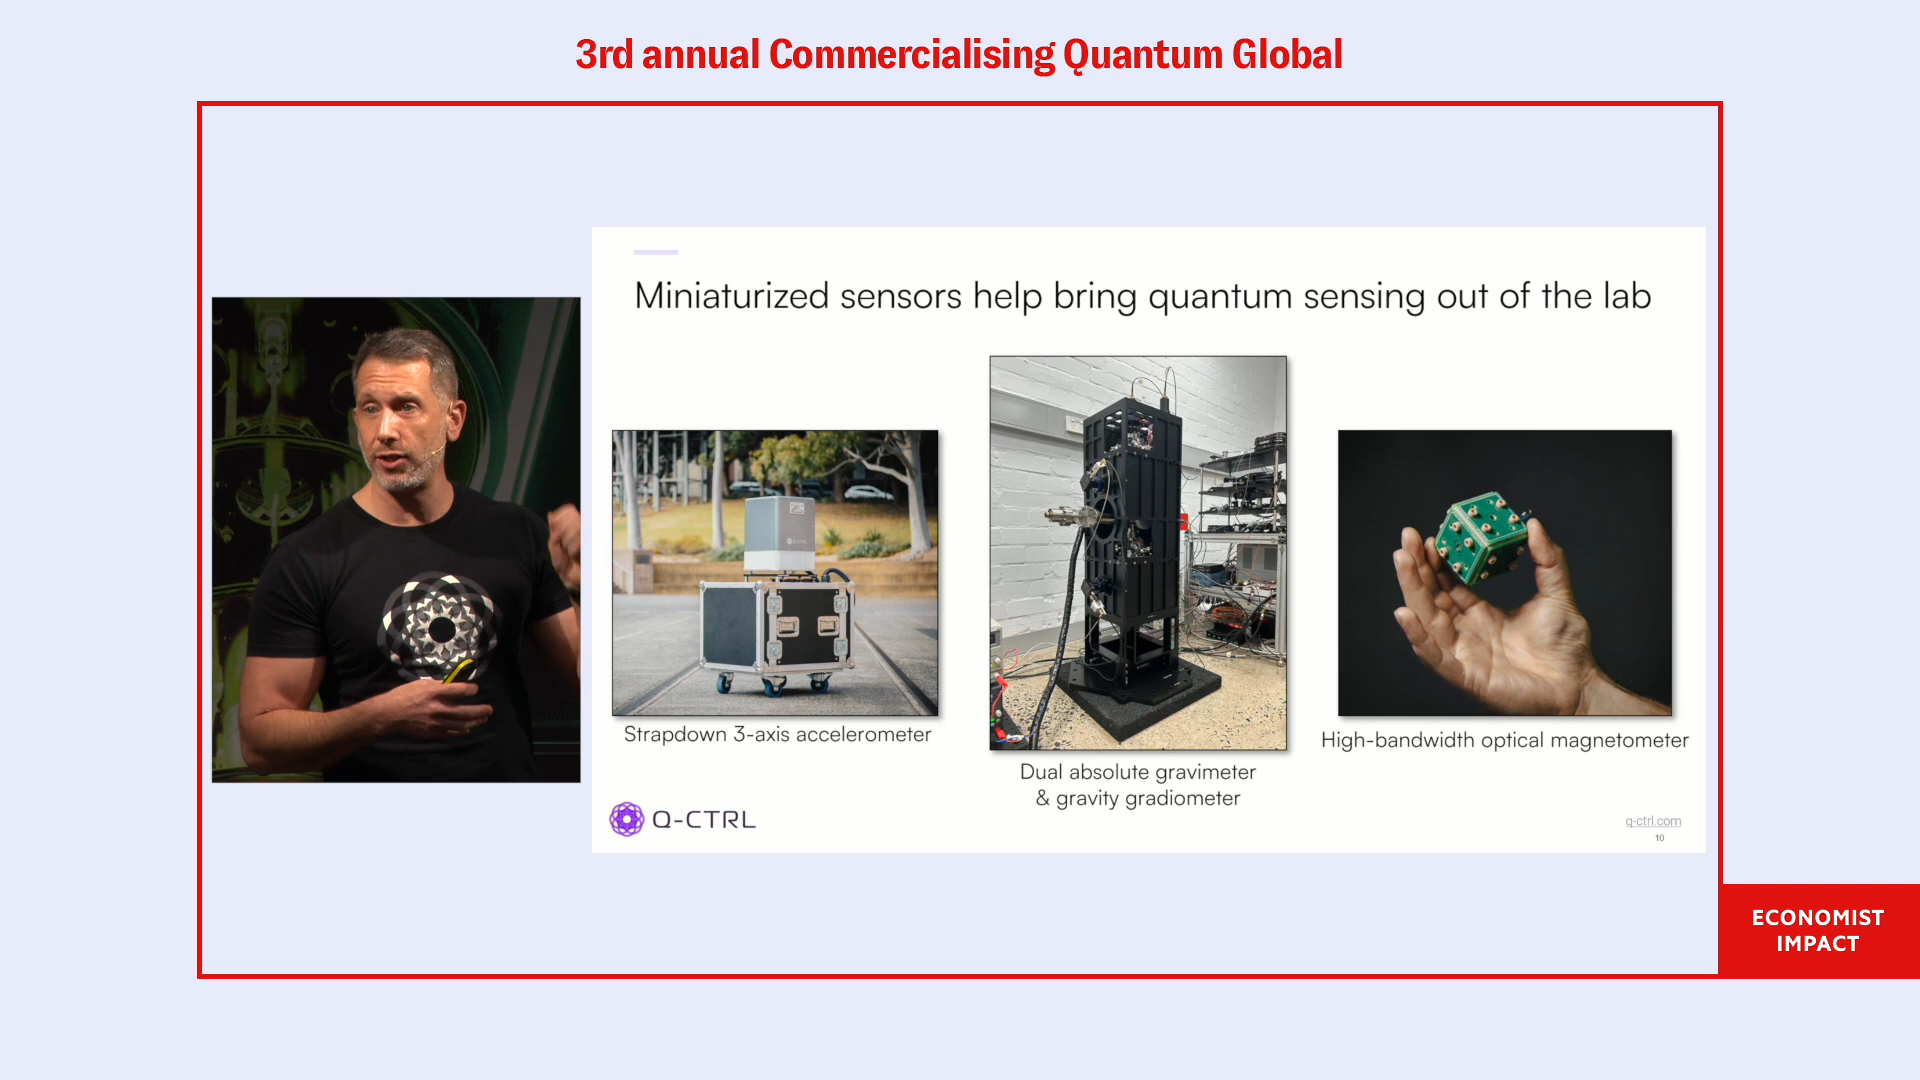 3rd annual Commercialising Quantum Global
Miniaturized sensors help bring quantum sensing out of the lab
Strapdown 3-axis accelerometer
Dual absolute gravimeter
& gravity gradiometer
High-bandwidth optical magnetometer
Q-CTRL
q-ctrl.com
10
ECONOMIST
IMPACT